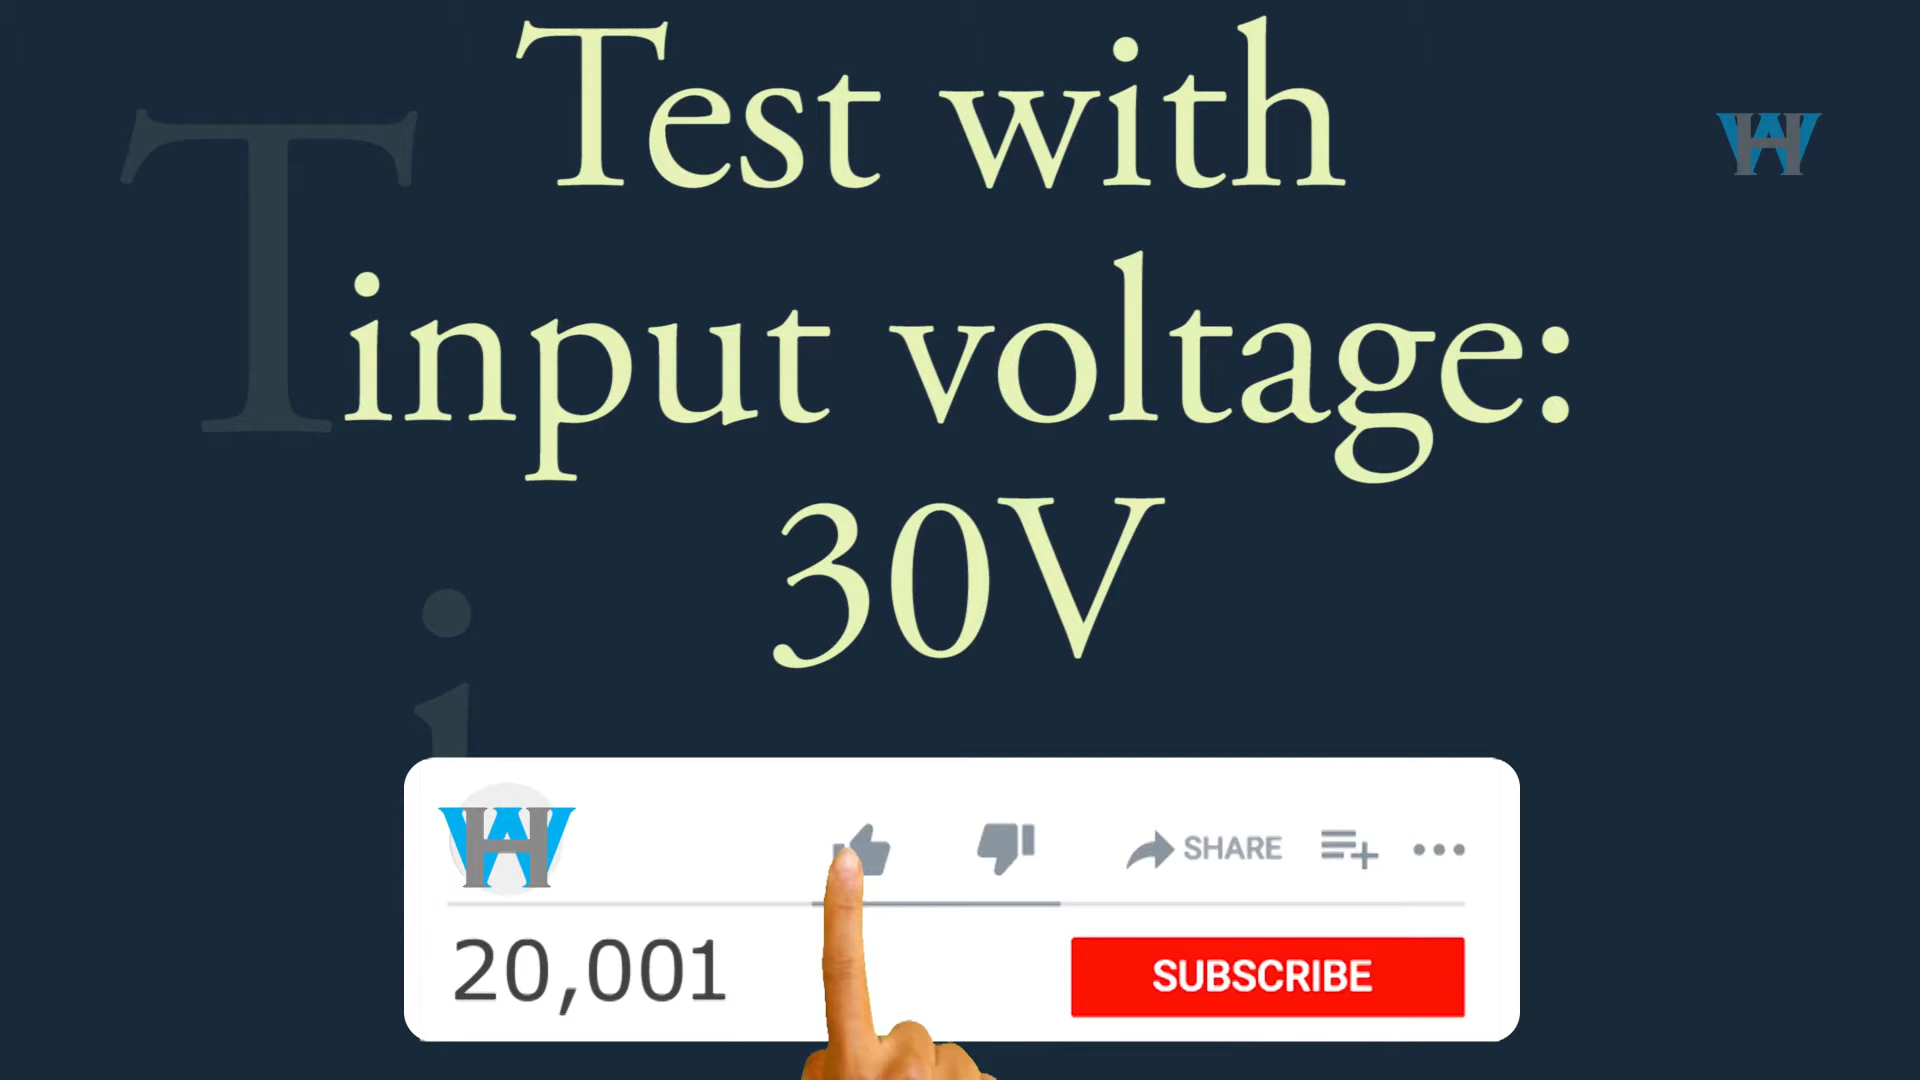 Test with
input voltage:
30V
SHARE
20,001
SUBSCRIBE